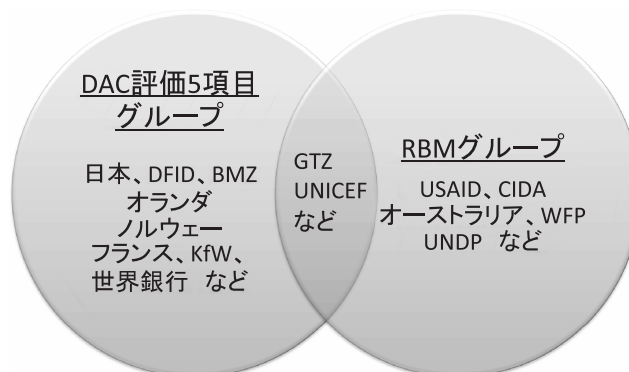 DAC評価5項目
グループ
日本、DFID、BMZ
オランダ
ノルウェー
フランス、KfW、
世界銀行 など
GTZ
UNICEF
など
RBMグループ
USAID、CIDA
オーストラリア、WFP
UNDP など